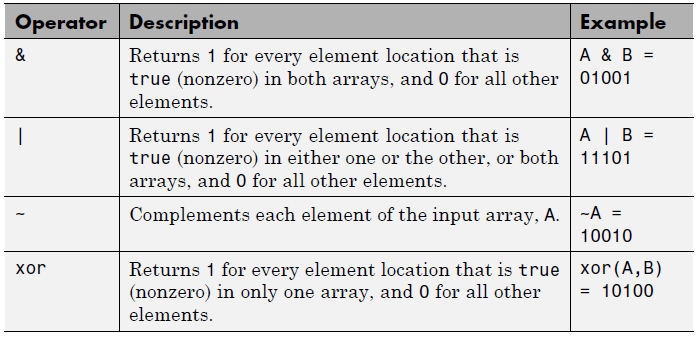 Operator Description Example
& Returns 1 for every element location that is A & B =
true (nonzero) in both arrays, and 0 for all other 01001
elements.
| Returns 1 for every element location that is A | B =
true (nonzero) in either one or the other, or both 11101
arrays, and 0 for all other elements.
~ Complements each element of the input array, A. ~A =
10010
xor Returns 1 for every element location that is true xor(A,B)
(nonzero) in only one array, and 0 for all other = 10100
elements.